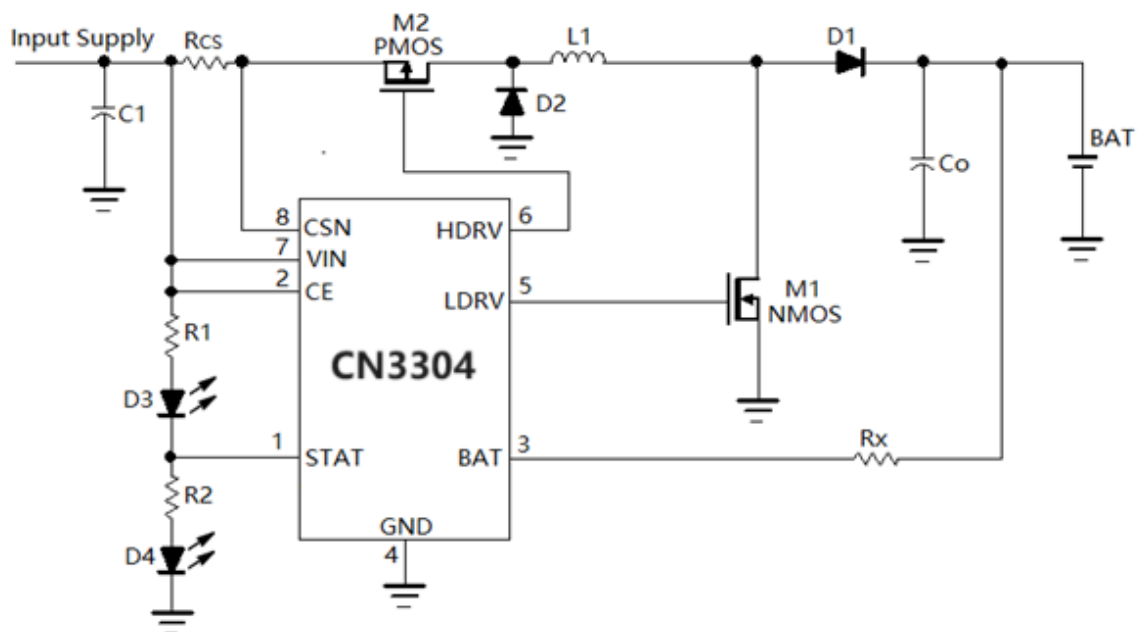 Input Supply
Rcs
M2
PMOS
L1
D1
C1
D2
Co
BAT
8
CSN
HDRV
6
7
VIN
2
CE
LDRV
5
M1
NMOS
R1
CN3304
D3
1
STAT
BAT
3
Rx
R2
GND
D4
4